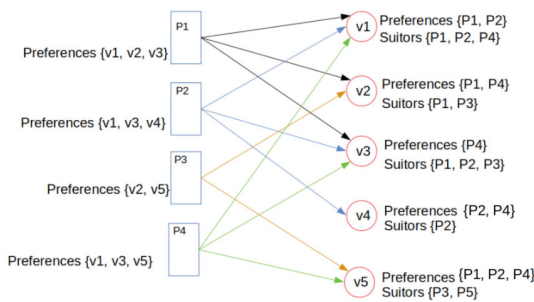 P1
Preferences {v1, v2, v3}
P2
Preferences {v1, v3, v4}
P3
Preferences {v2, v5}
P4
Preferences {v1, v3, v5}
v1
Preferences {P1, P2}
Suitors {P1, P2, P4}
v2
Preferences {P1, P4}
Suitors {P1, P3}
v3
Preferences {P4}
Suitors {P1, P2, P3}
v4
Preferences {P2, P4}
Suitors {P2}
v5
Preferences {P1, P2, P4}
Suitors {P3, P5}